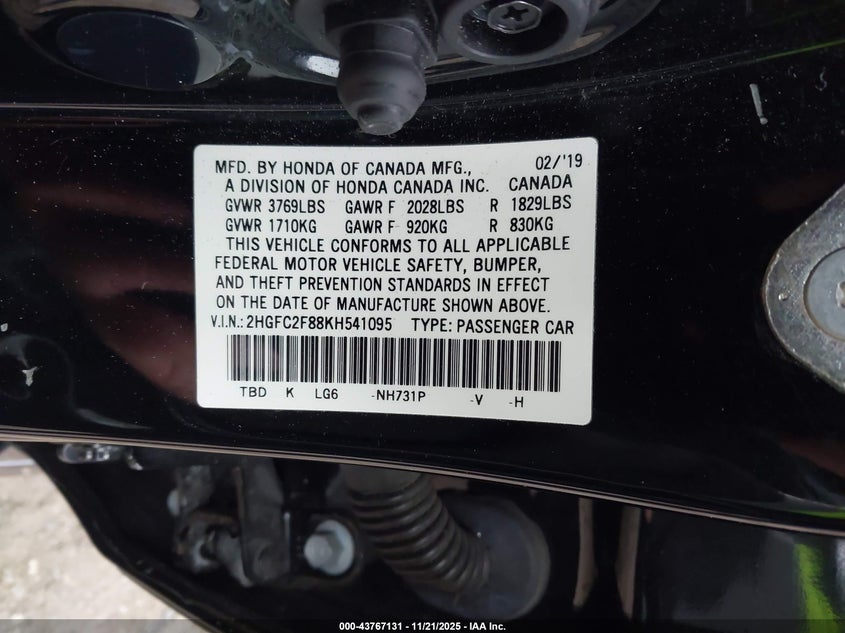 MFD. BY HONDA OF CANADA MFG., 02/'19
A DIVISION OF HONDA CANADA INC. CANADA
GVWR 3769LBS GAWR F 2028LBS R 1829LBS
GVWR 1710KG GAWR F 920KG R 830KG
THIS VEHICLE CONFORMS TO ALL APPLICABLE
FEDERAL MOTOR VEHICLE SAFETY, BUMPER,
AND THEFT PREVENTION STANDARDS IN EFFECT
ON THE DATE OF MANUFACTURE SHOWN ABOVE.
V.I.N.: 2HGFC2F88KH541095 TYPE: PASSENGER CAR
TBD K LG6 -NH731P -V -H
000-43767131 - 11/21/2025 - IAA Inc.